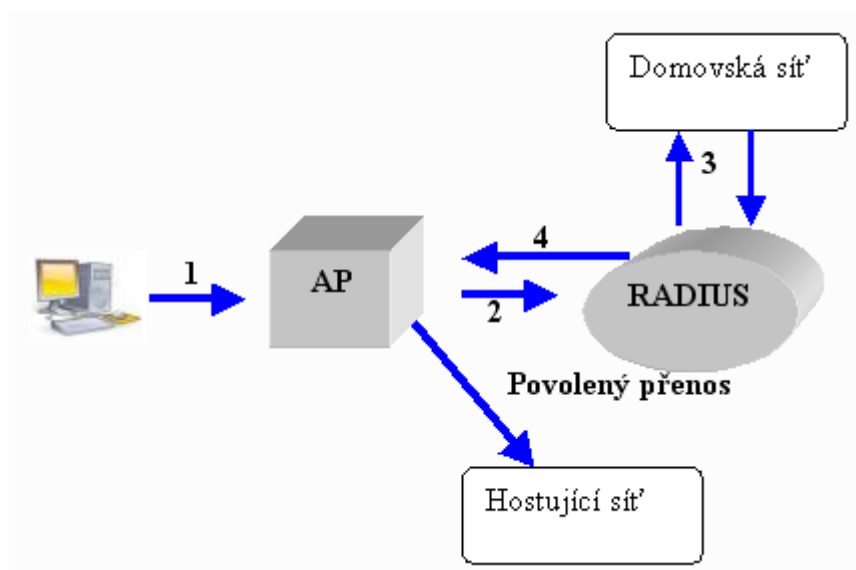 Domovská síť
3
4
1
AP
RADIUS
2
Povolený přenos
Hostující síť